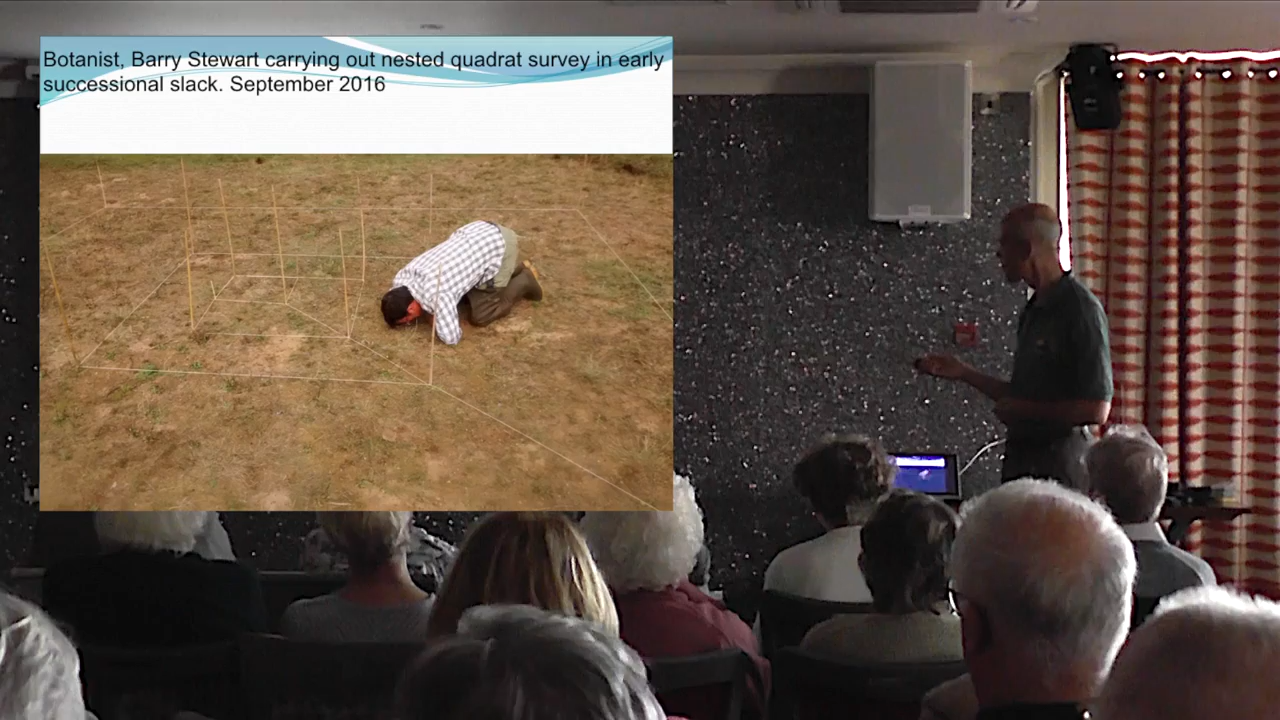 Botanist, Barry Stewart carrying out nested quadrat survey in early
successional slack. September 2016